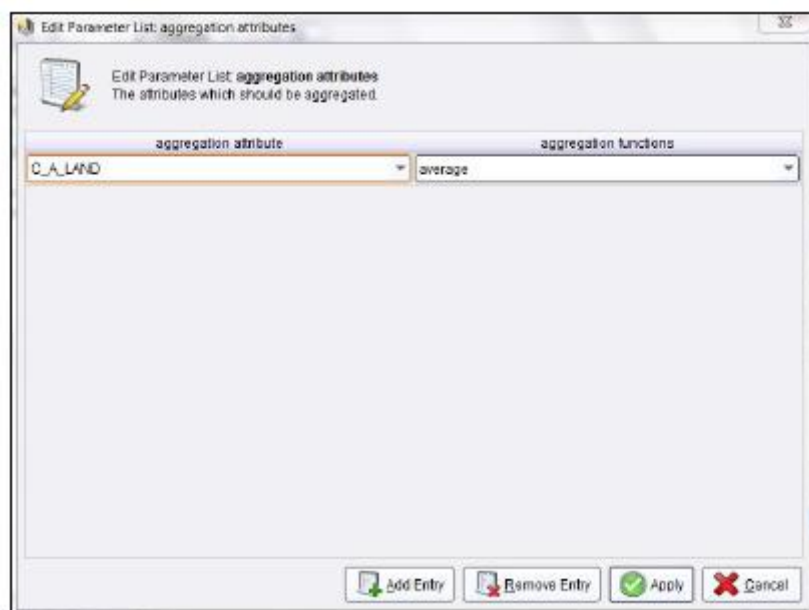 Edit Parameter List: aggregation attributes
Edit Parameter List: aggregation attributes
The attributes which should be aggregated.
aggregation attribute aggregation functions
C_A_LAND average
Add Entry Remove Entry Apply Cancel